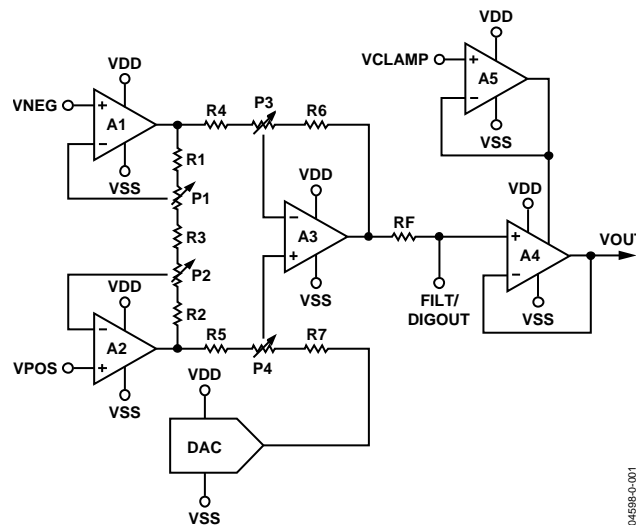 VDD
VCLAMP
+
A5
−
VSS
VDD
VNEG
+
A1
−
VSS
R4
P3
R6
R1
P1
R3
P2
R2
VDD
−
A3
+
VSS
RF
FILT/
DIGOUT
VDD
+
A4
−
VSS
VOUT
VDD
−
A2
+
VPOS
VSS
R5
P4
R7
VDD
DAC
VSS
04598-0-001